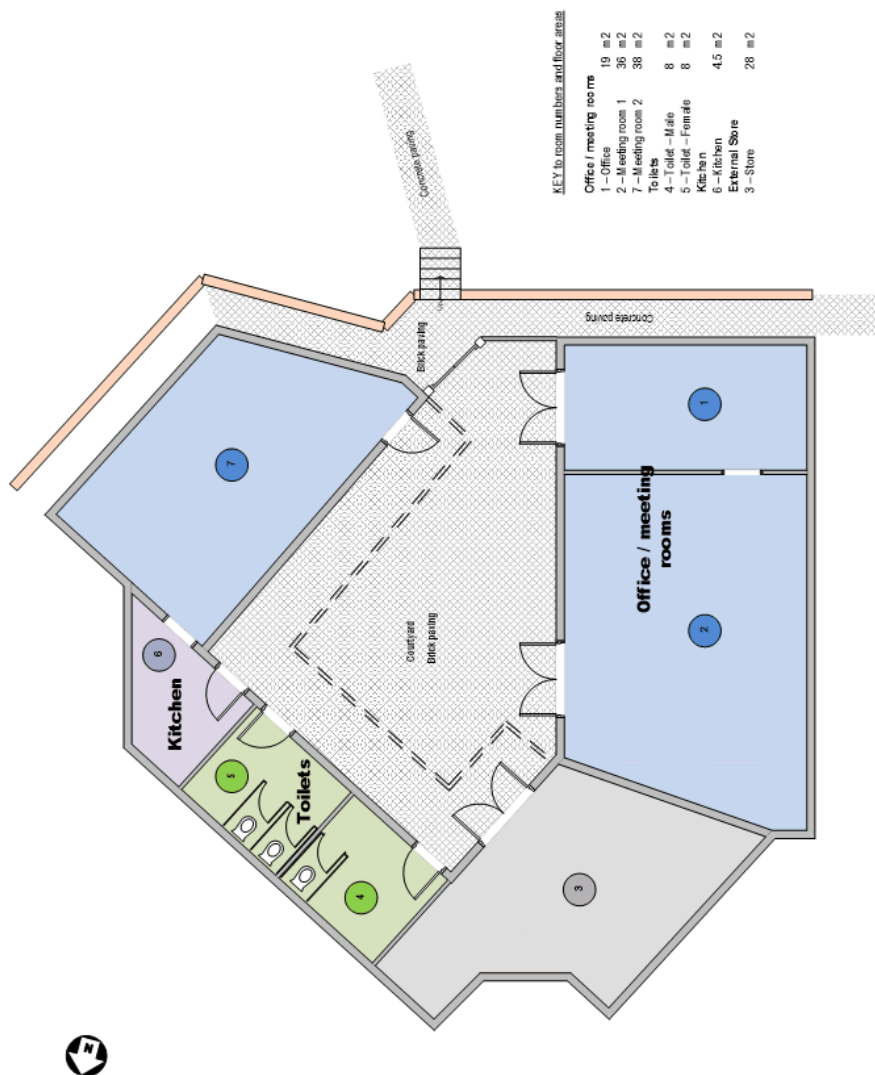 KEY to room numbers and floor areas
Office / meeting rooms
1 – Office 19 m2
2 – Meeting room 1 36 m2
7 – Meeting room 2 38 m2
Toilets
4 – Toilet – Male 8 m2
5 – Toilet – Female 8 m2
Kitchen
6 – Kitchen 4.5 m2
External Store
3 – Store 28 m2
Concrete paving
Concrete paving
Brick paving
Up
7
1
Office / meeting
rooms
2
Courtyard
Brick paving
6
Kitchen
5
Toilets
4
3
N